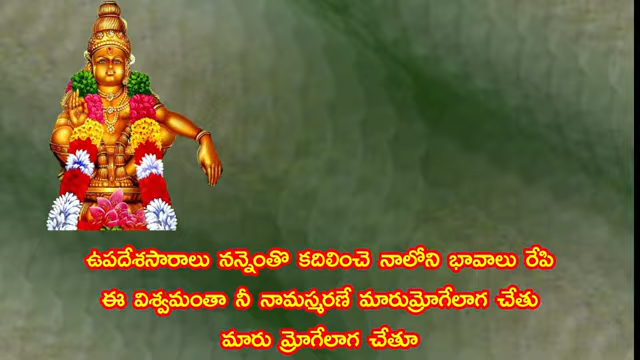 ఉపదేశసారాలు నన్నెంతొ కదిలించె నాలోని భావాలు రేపి
ఈ విశ్వమంతా నీ నామస్మరణే మారుమ్రోగేలాగ చేతు
మారు మ్రోగేలాగ చేతూ